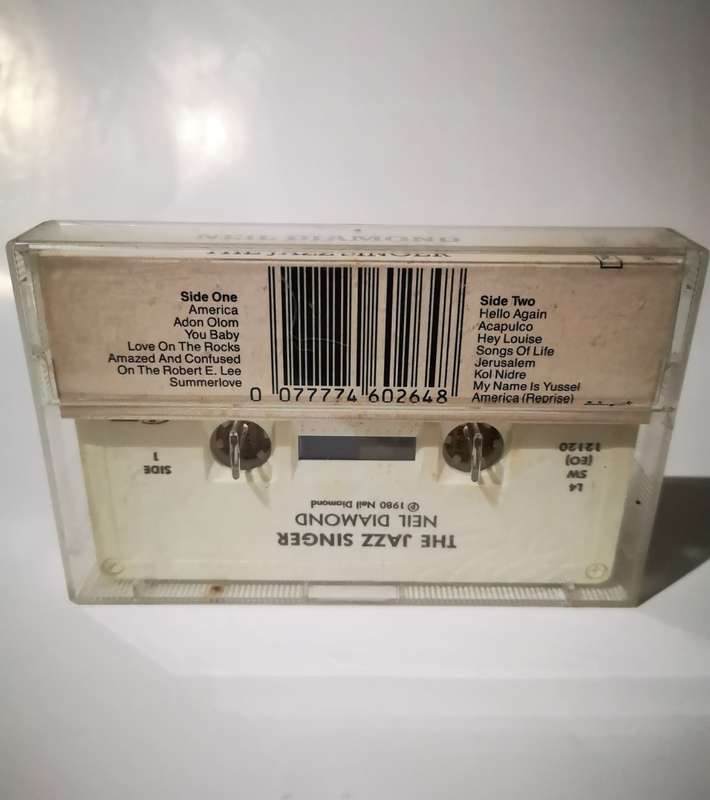 NEIL DIAMOND
THE JAZZ SINGER
Side One
America
Adon Olom
You Baby
Love On The Rocks
Amazed And Confused
On The Robert E. Lee
Summerlove
0 077774 602648
Side Two
Hello Again
Acapulco
Hey Louise
Songs Of Life
Jerusalem
Kol Nidre
My Name Is Yussel
America (Reprise)
THE JAZZ SINGER
NEIL DIAMOND
℗ 1980 Neil Diamond
L4
SW
(EO)
12120
SIDE
1